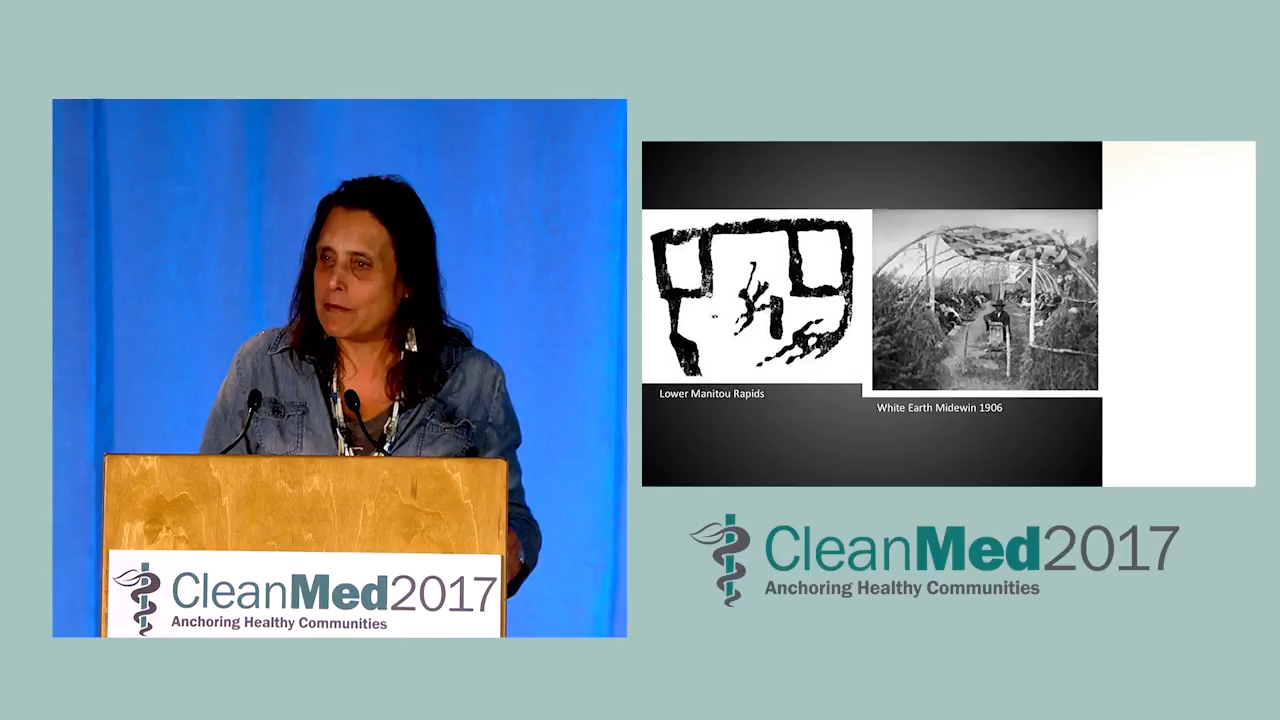 CleanMed2017
Anchoring Healthy Communities
Lower Manitou Rapids
White Earth Midewin 1906
CleanMed2017
Anchoring Healthy Communities